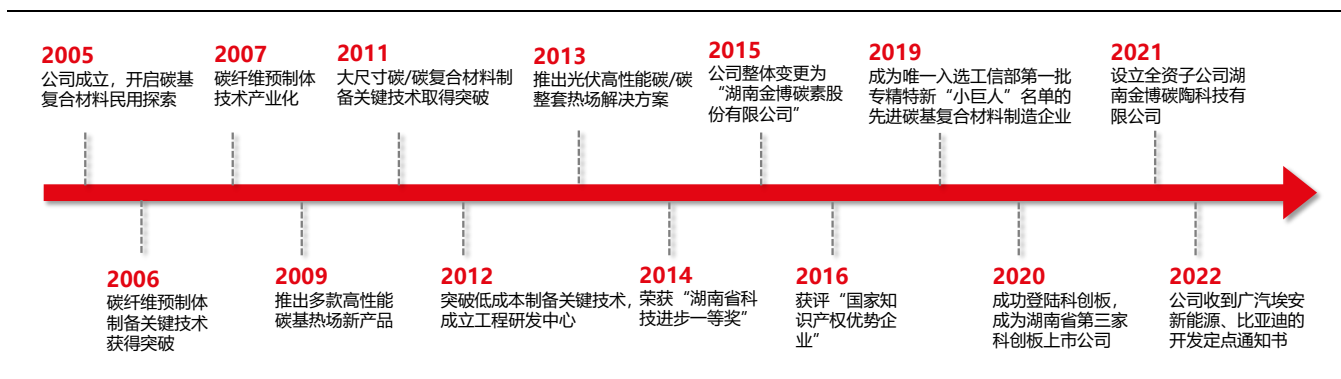 2005
公司成立，开启碳基
复合材料民用探索
2007
碳纤维预制体
技术产业化
2011
大尺寸碳/碳复合材料制
备关键技术取得突破
2013
推出光伏高性能碳/碳
整套热场解决方案
2015
公司整体变更为
“湖南金博碳素股
份有限公司”
2019
成为唯一入选工信部第一批
专精特新“小巨人”名单的
先进碳基复合材料制造企业
2021
设立全资子公司湖
南金博碳陶科技有
限公司
2006
碳纤维预制体
制备关键技术
获得突破
2009
推出多款高性能
碳基热场新产品
2012
突破低成本制备关键技术，
成立工程研发中心
2014
荣获“湖南省科
技进步一等奖”
2016
获评“国家知
识产权优势企
业”
2020
成功登陆科创板，
成为湖南省第三家
科创板上市公司
2022
公司收到广汽埃安
新能源、比亚迪的
开发定点通知书